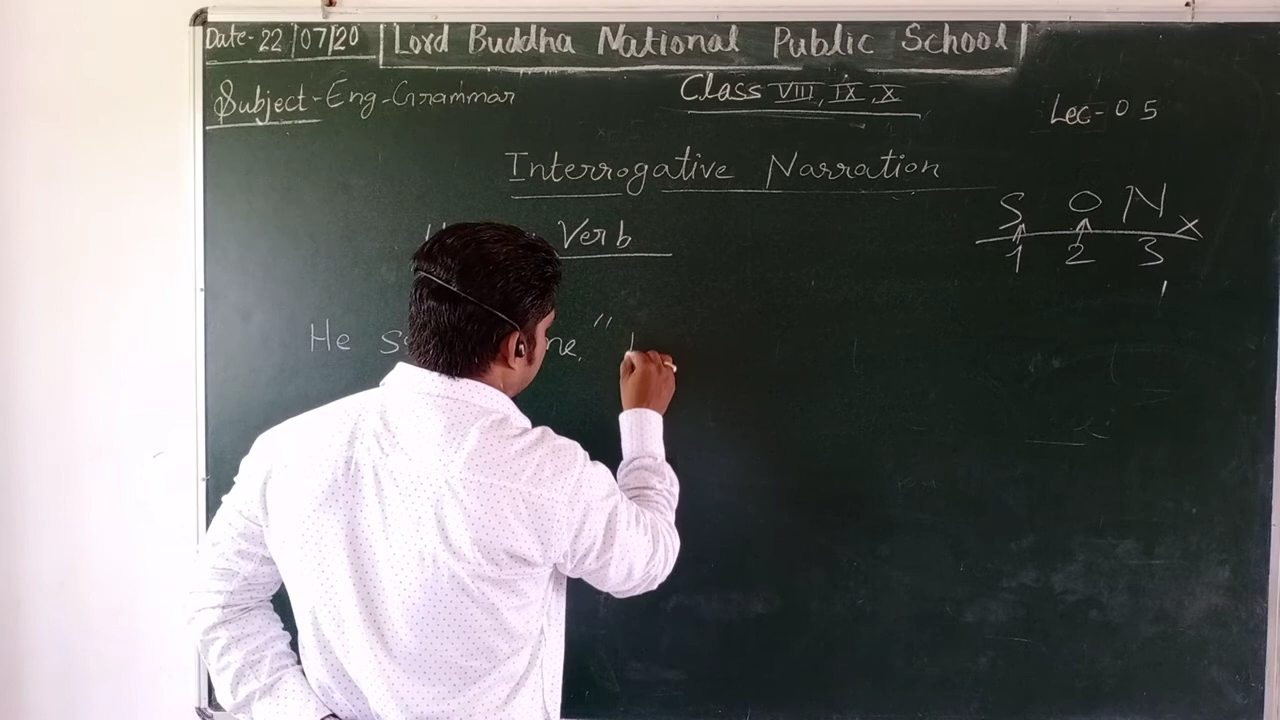 Date- 22/07/20 Lord Buddha National Public School
Subject-Eng-Grammar Class VIII, IX, X Lec-05
Interrogative Narration
S O N
x
1 2 3
Verb
He "